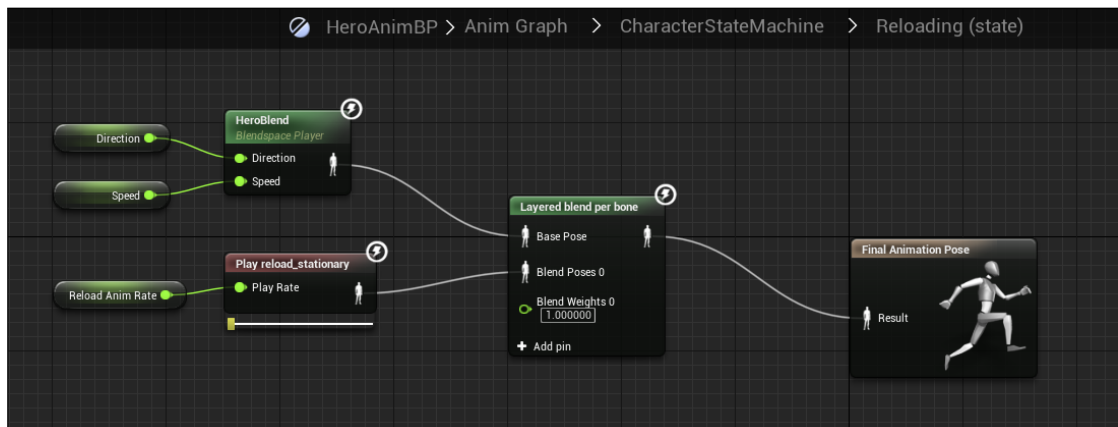 HeroAnimBP > Anim Graph > CharacterStateMachine > Reloading (state)
HeroBlend
Blendspace Player
Direction
Direction
Speed
Speed
Play reload_stationary
Reload Anim Rate
Play Rate
Layered blend per bone
Base Pose
Blend Poses 0
Blend Weights 0
1.000000
Add pin
Final Animation Pose
Result